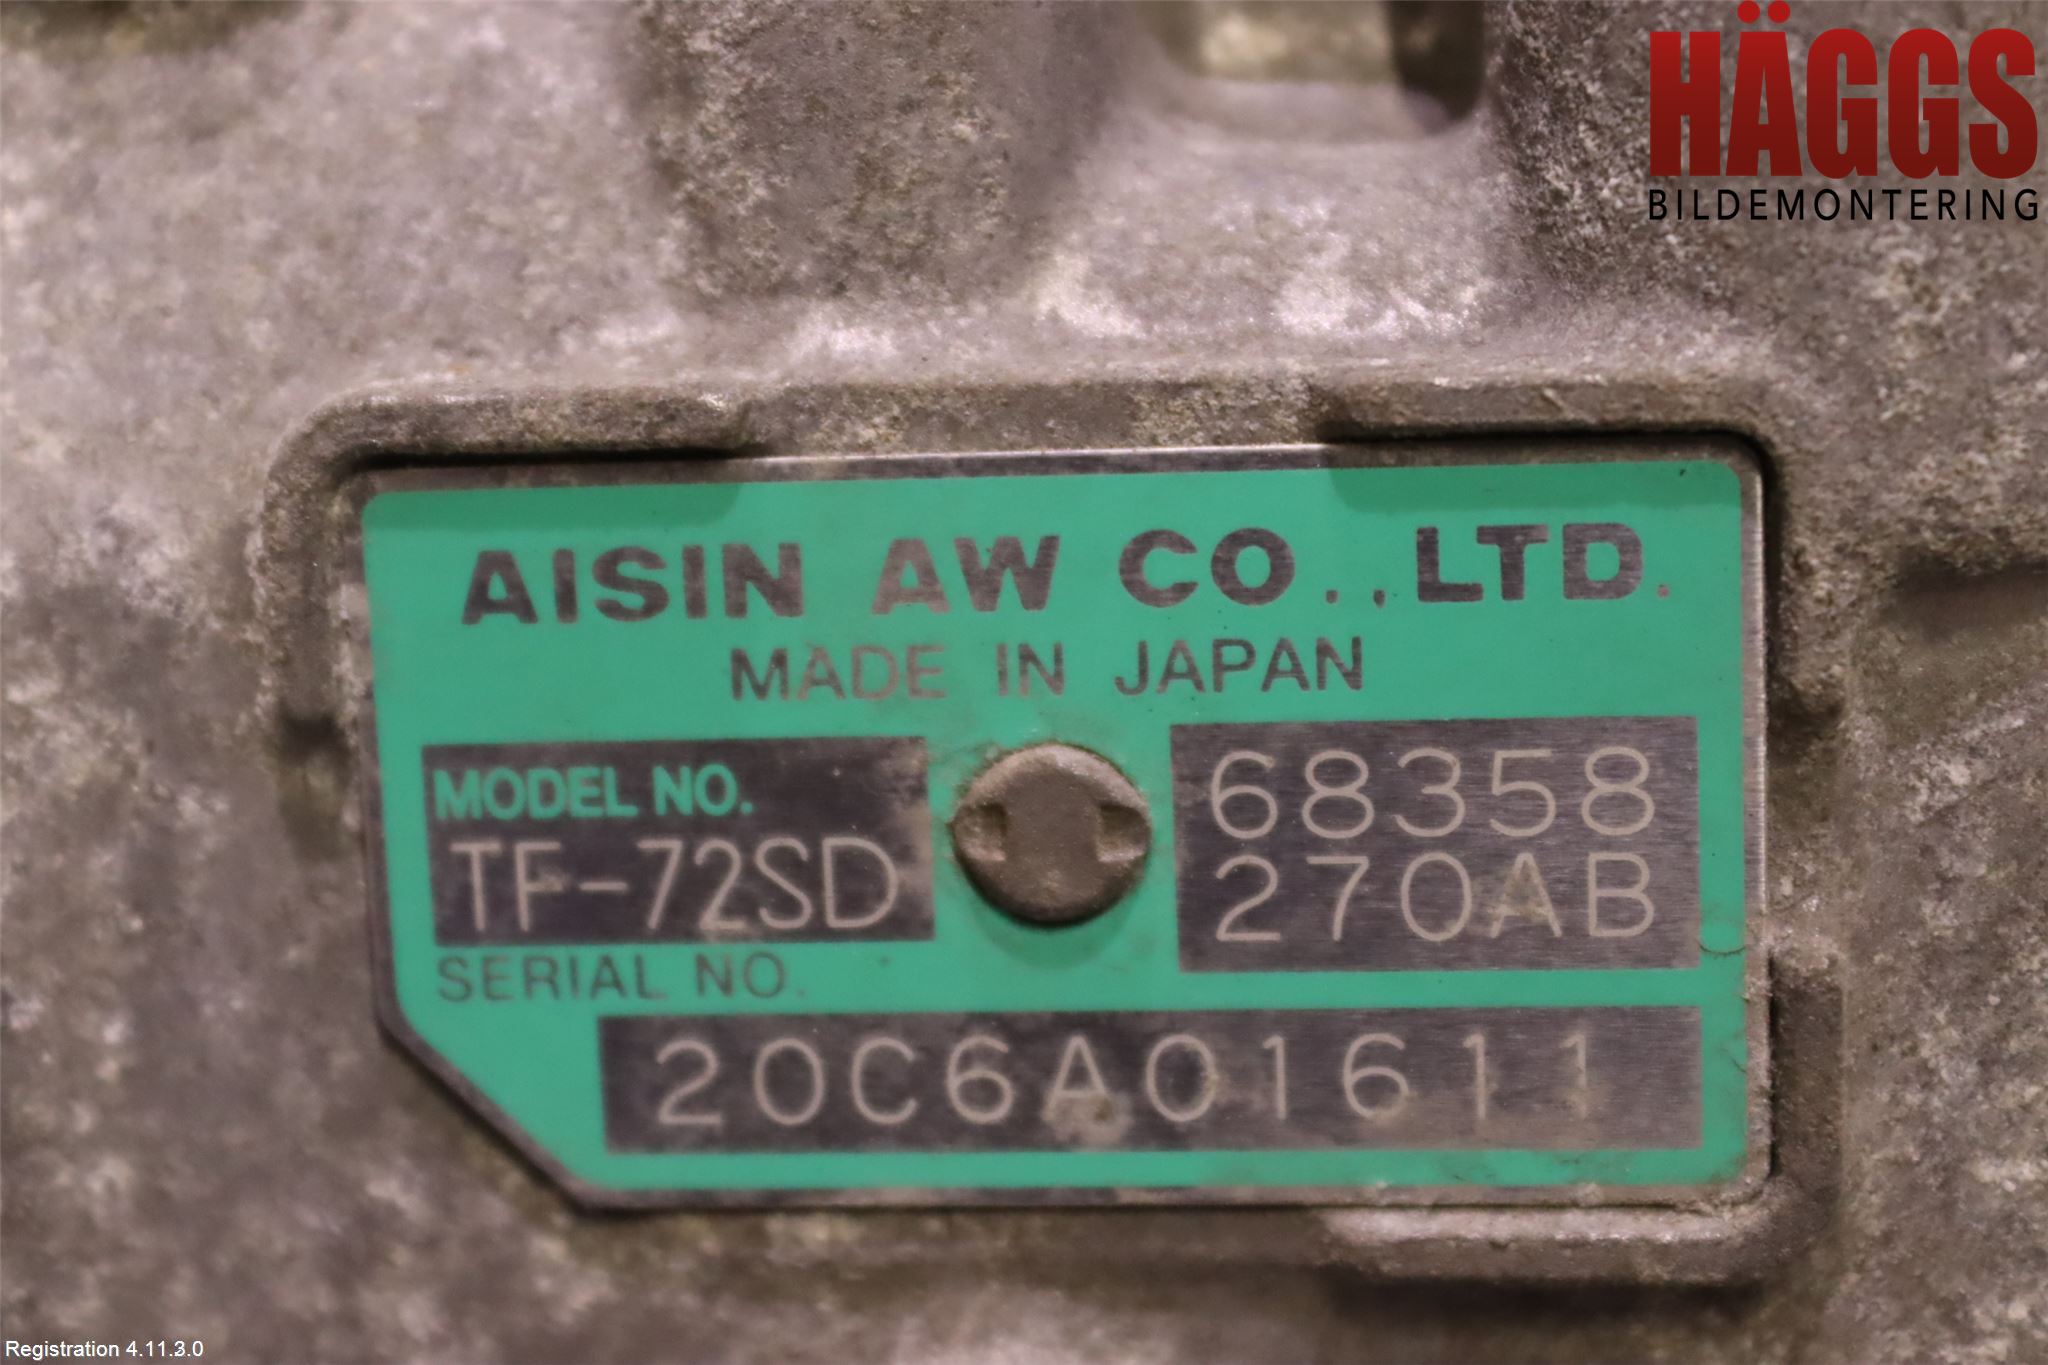 HÄGGS
BILDEMONTERING
AISIN AW CO., LTD.
MADE IN JAPAN
MODEL NO.
TF-72SD
68358
270AB
SERIAL NO.
20C6A01611
Registration 4.11.3.0